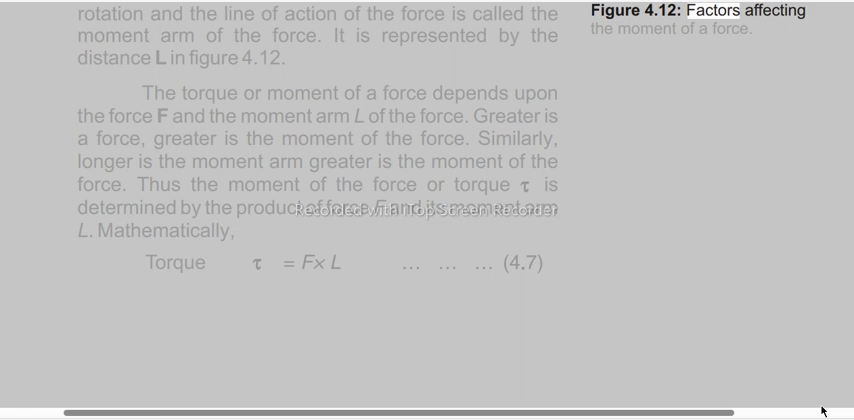 rotation and the line of action of the force is called the
moment arm of the force. It is represented by the
distance L in figure 4.12.
The torque or moment of a force depends upon
the force F and the moment arm L of the force. Greater is
a force, greater is the moment of the force. Similarly,
longer is the moment arm greater is the moment of the
force. Thus the moment of the force or torque τ is
determined by the product of force F and its moment arm
L. Mathematically,
Torque τ = F× L ... ... ... (4.7)
Figure 4.12: Factors affecting
the moment of a force.
Recorded with iTop Screen Recorder